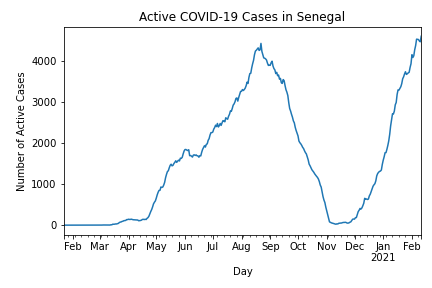 Active COVID-19 Cases in Senegal
Number of Active Cases
4000
3000
2000
1000
0
Feb Mar Apr May Jun Jul Aug Sep Oct Nov Dec Jan Feb
2021
Day